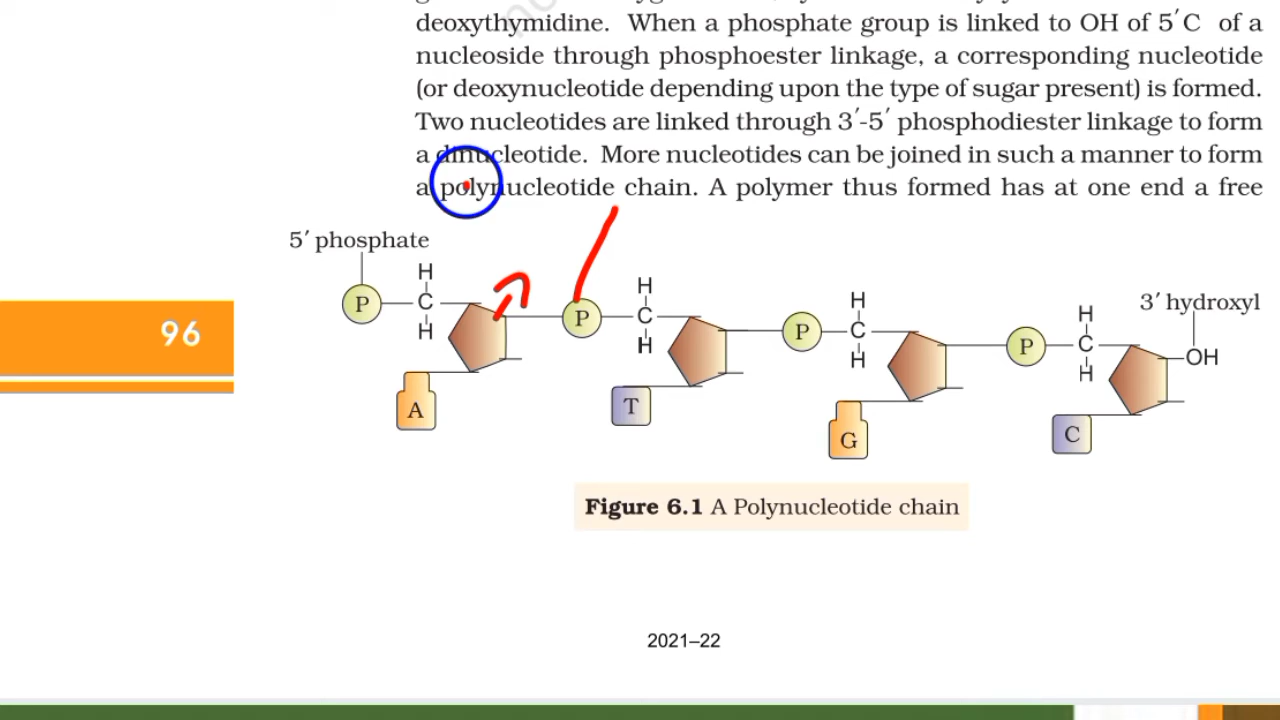 deoxythymidine. When a phosphate group is linked to OH of 5′C of a
nucleoside through phosphoester linkage, a corresponding nucleotide
(or deoxynucleotide depending upon the type of sugar present) is formed.
Two nucleotides are linked through 3′-5′ phosphodiester linkage to form
a dinucleotide. More nucleotides can be joined in such a manner to form
a polynucleotide chain. A polymer thus formed has at one end a free
5′ phosphate
3′ hydroxyl
H H H H
P C P C P C P C OH
H H H H
A T G C
96
Figure 6.1 A Polynucleotide chain
2021–22